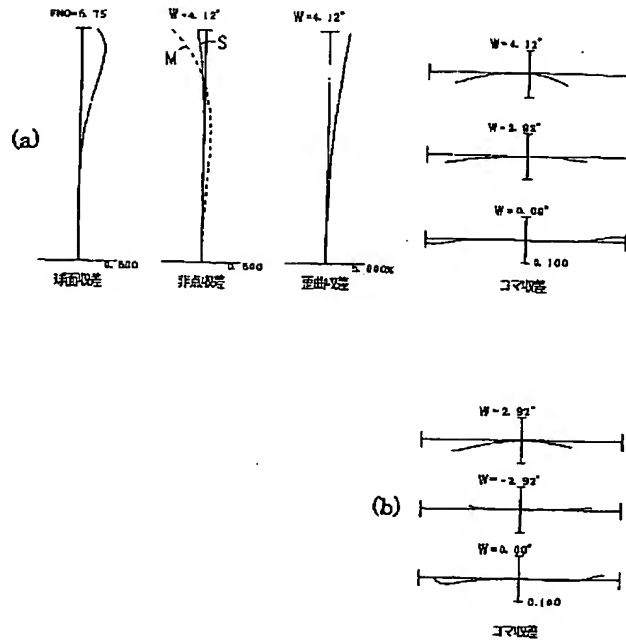 FNO=6.75
W=4.12°
W=4.12°
M
S
(a)
0.500
0.500
5.000%
球面収差
非点収差
歪曲収差
W=4.12°
W=2.92°
W=0.00°
0.100
コマ収差
W=2.92°
(b)
W=-2.92°
W=0.00°
0.100
コマ収差